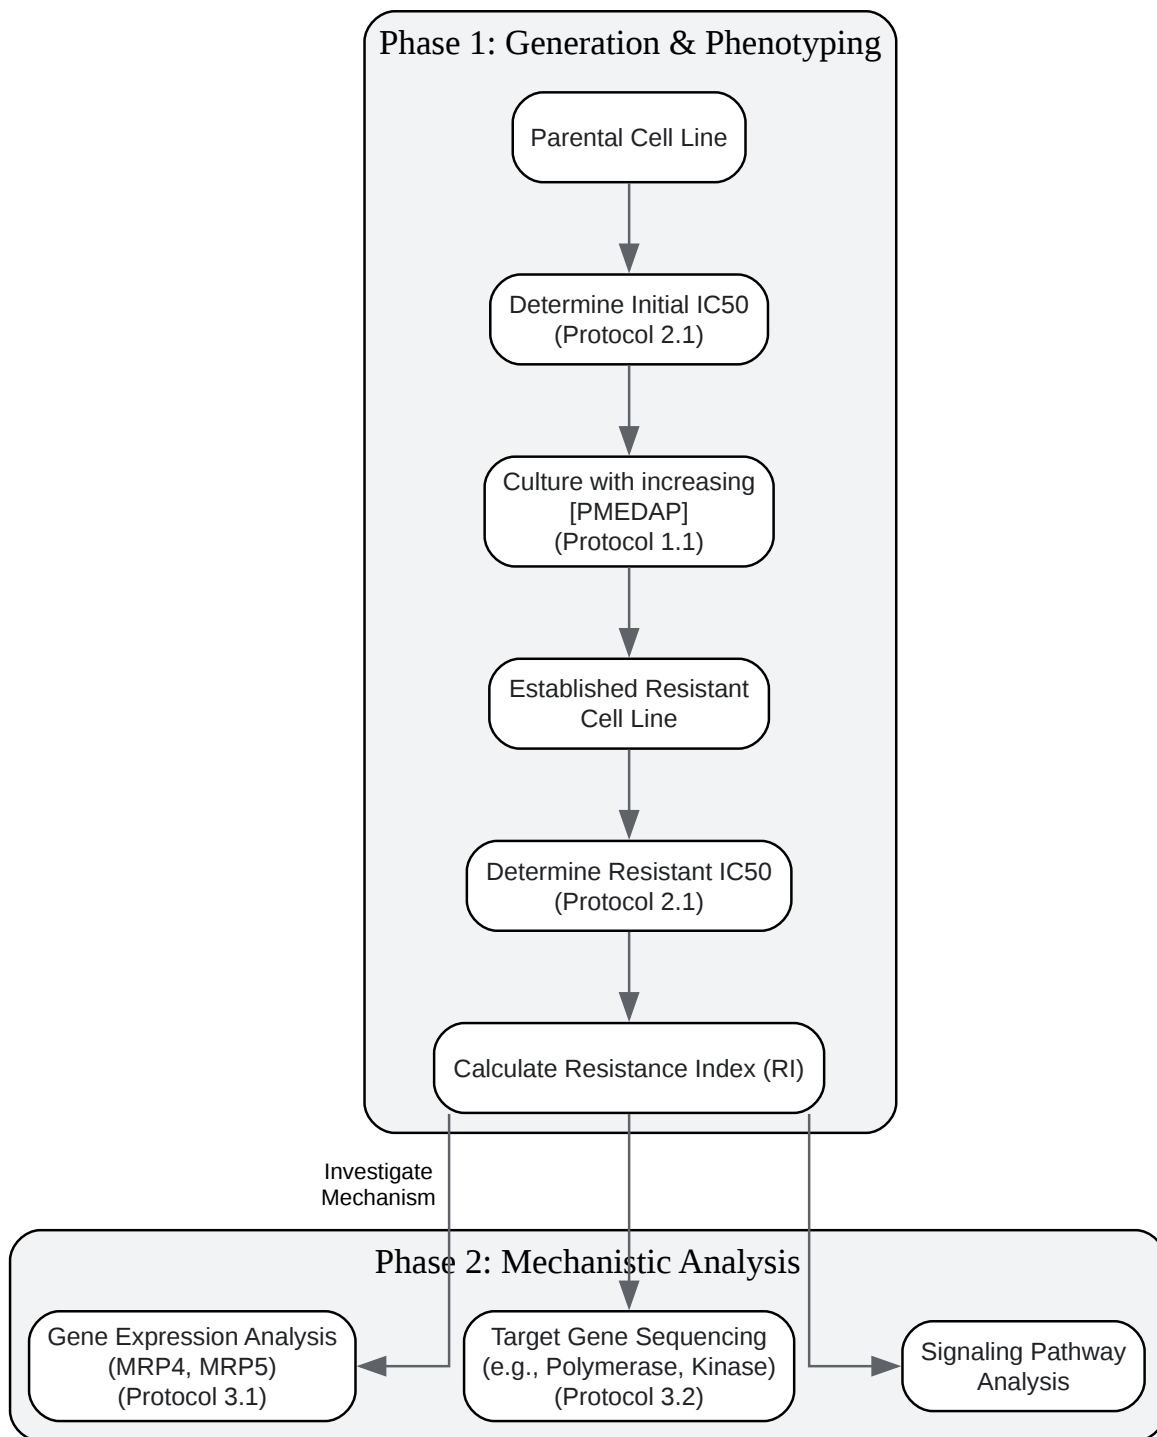 Phase 1: Generation & Phenotyping
Parental Cell Line
Determine Initial IC50
(Protocol 2.1)
Culture with increasing
[PMEDAP]
(Protocol 1.1)
Established Resistant
Cell Line
Determine Resistant IC50
(Protocol 2.1)
Calculate Resistance Index (RI)
Investigate
Mechanism
Phase 2: Mechanistic Analysis
Gene Expression Analysis
(MRP4, MRP5)
(Protocol 3.1)
Target Gene Sequencing
(e.g., Polymerase, Kinase)
(Protocol 3.2)
Signaling Pathway
Analysis